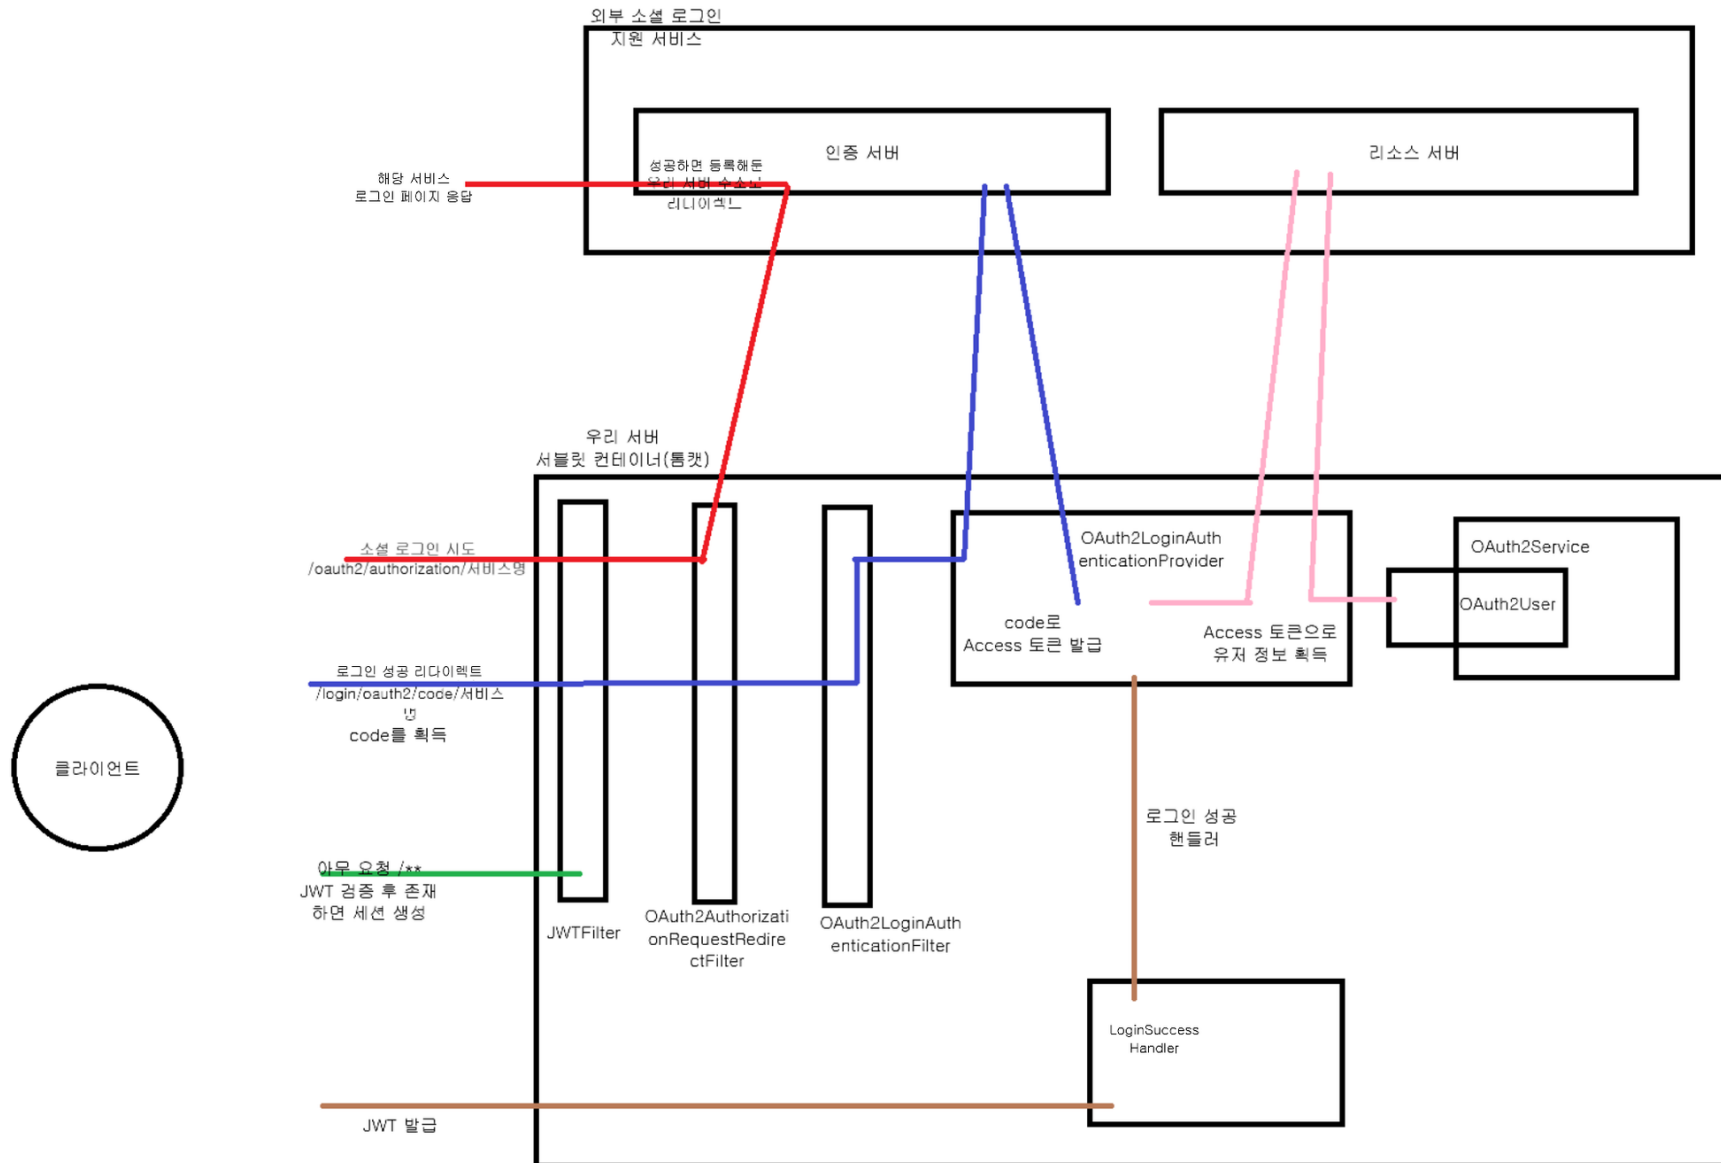 외부 소셜 로그인
지원 서비스
인증 서버
리소스 서버
성공하면 등록해둔
우리 서버 주소로
리다이렉트
해당 서비스
로그인 페이지 응답
우리 서버
서블릿 컨테이너(톰캣)
소셜 로그인 시도
/oauth2/authorization/서비스명
OAuth2LoginAuth
enticationProvider
code로
Access 토큰 발급
Access 토큰으로
유저 정보 획득
OAuth2Service
OAuth2User
로그인 성공 리다이렉트
/login/oauth2/code/서비스
명
code를 획득
클라이언트
로그인 성공
핸들러
아무 요청 /**
JWT 검증 후 존재
하면 세션 생성
JWTFilter
OAuth2Authorizati
onRequestRedire
ctFilter
OAuth2LoginAuth
enticationFilter
LoginSuccess
Handler
JWT 발급